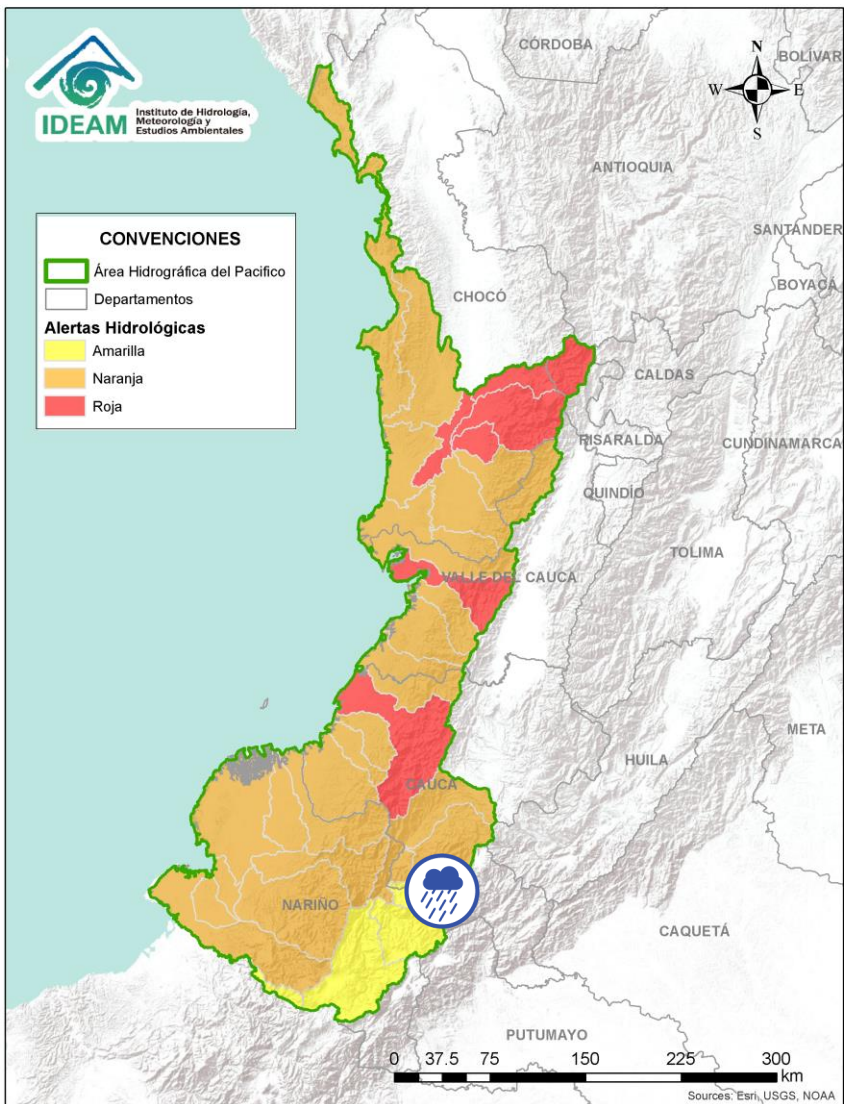 IDEAM
Instituto de Hidrología,
Meteorología y
Estudios Ambientales
CÓRDOBA
BOLÍVAR
N
W
E
S
ANTIOQUIA
SANTANDER
BOYACÁ
CONVENCIONES
Área Hidrográfica del Pacifico
Departamentos
Alertas Hidrológicas
Amarilla
Naranja
Roja
CHOCÓ
CALDAS
RISARALDA
CUNDINAMARCA
QUINDÍO
TOLIMA
VALLE DEL CAUCA
META
HUILA
CAUCA
NARIÑO
CAQUETÁ
PUTUMAYO
0 37.5 75 150 225 300
km
Sources: Esri, USGS, NOAA